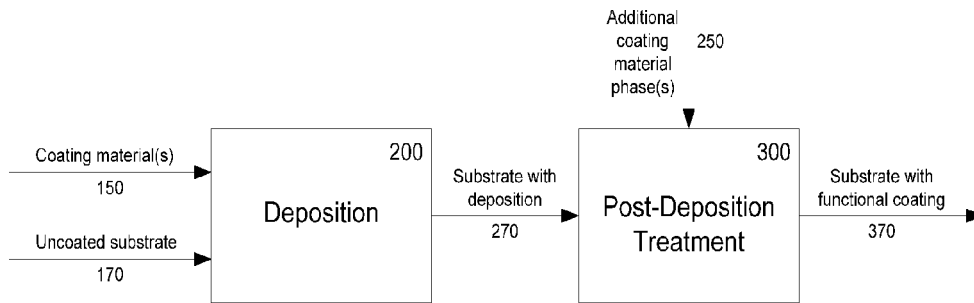 Additional
coating
material
phase(s)
250
Coating material(s)
150
Uncoated substrate
170
200
Deposition
Substrate with
deposition
270
300
Post-Deposition
Treatment
Substrate with
functional coating
370